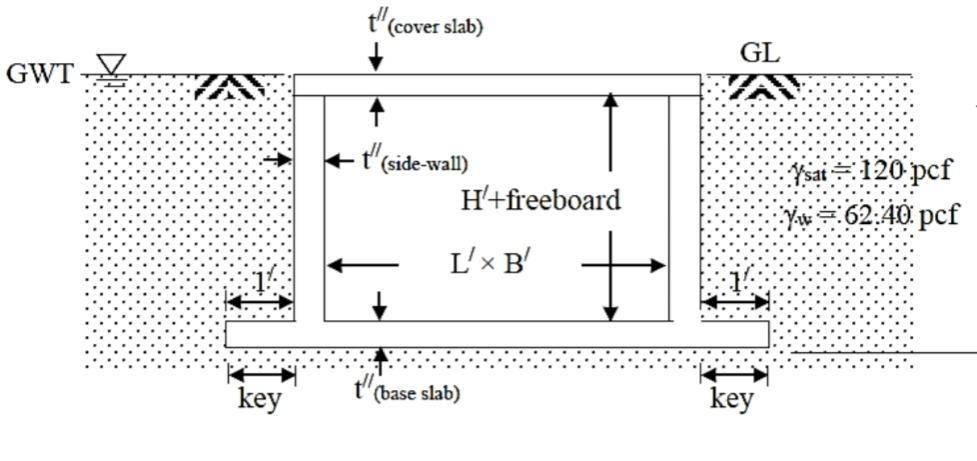 t//(cover slab)
GWT
GL
t//(side-wall)
γsat = 120 pcf
H/+freeboard
γw = 62.40 pcf
L/ × B/
1/
1/
key
t//(base slab)
key